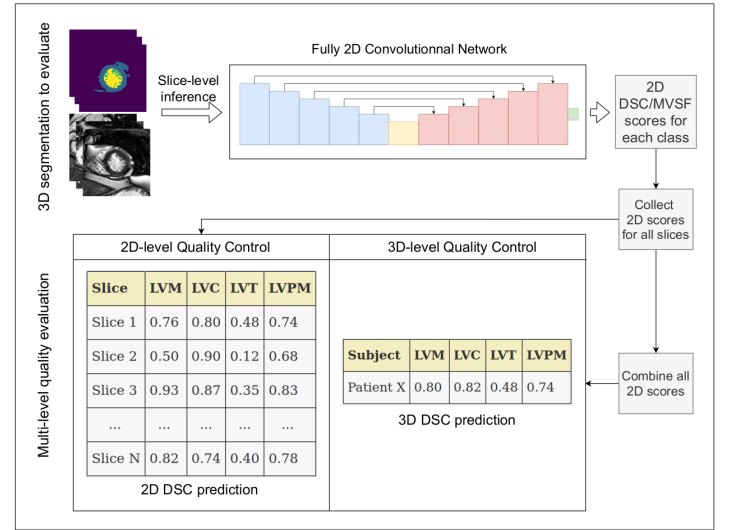 3D segmentation to evaluate
Slice-level
inference
Fully 2D Convolutionnal Network
2D
DSC/MVSF
scores for
each class
Collect
2D scores
for all slices
Combine all
2D scores
Multi-level quality evaluation
2D-level Quality Control
Slice LVM LVC LVT LVPM
Slice 1 0.76 0.80 0.48 0.74
Slice 2 0.50 0.90 0.12 0.68
Slice 3 0.93 0.87 0.35 0.83
... ... ... ... ...
Slice N 0.82 0.74 0.40 0.78
2D DSC prediction
3D-level Quality Control
Subject LVM LVC LVT LVPM
Patient X 0.80 0.82 0.48 0.74
3D DSC prediction